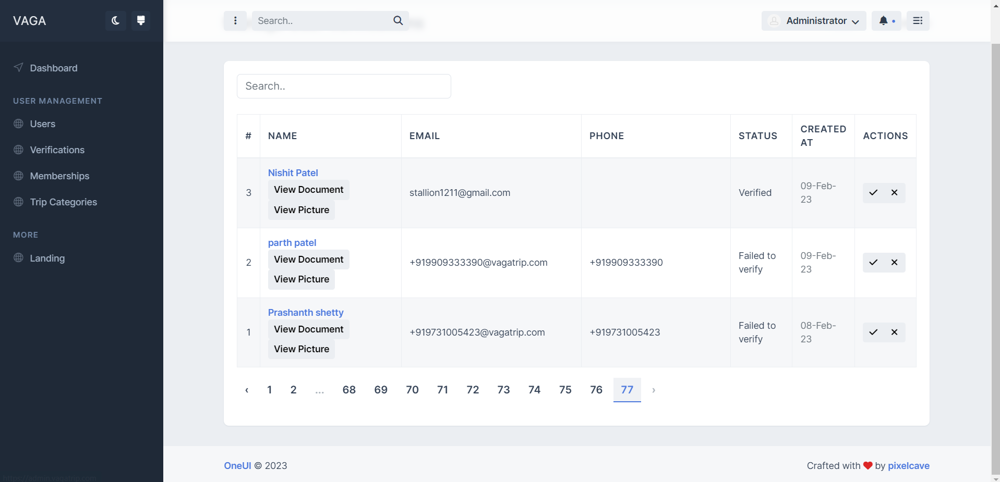 VAGA
Search..
Administrator
Dashboard
USER MANAGEMENT
Users
Verifications
Memberships
Trip Categories
MORE
Landing
Search..
# NAME EMAIL PHONE STATUS CREATED AT ACTIONS
3 Nishit Patel stallion1211@gmail.com Verified 09-Feb-23
View Document
View Picture
2 parth patel +919909333390@vagatrip.com +919909333390 Failed to verify 09-Feb-23
View Document
View Picture
1 Prashanth shetty +919731005423@vagatrip.com +919731005423 Failed to verify 08-Feb-23
View Document
View Picture
‹ 1 2 ... 68 69 70 71 72 73 74 75 76 77 ›
OneUI © 2023
Crafted with ❤ by pixelcave
https://admin.vagatrip.com